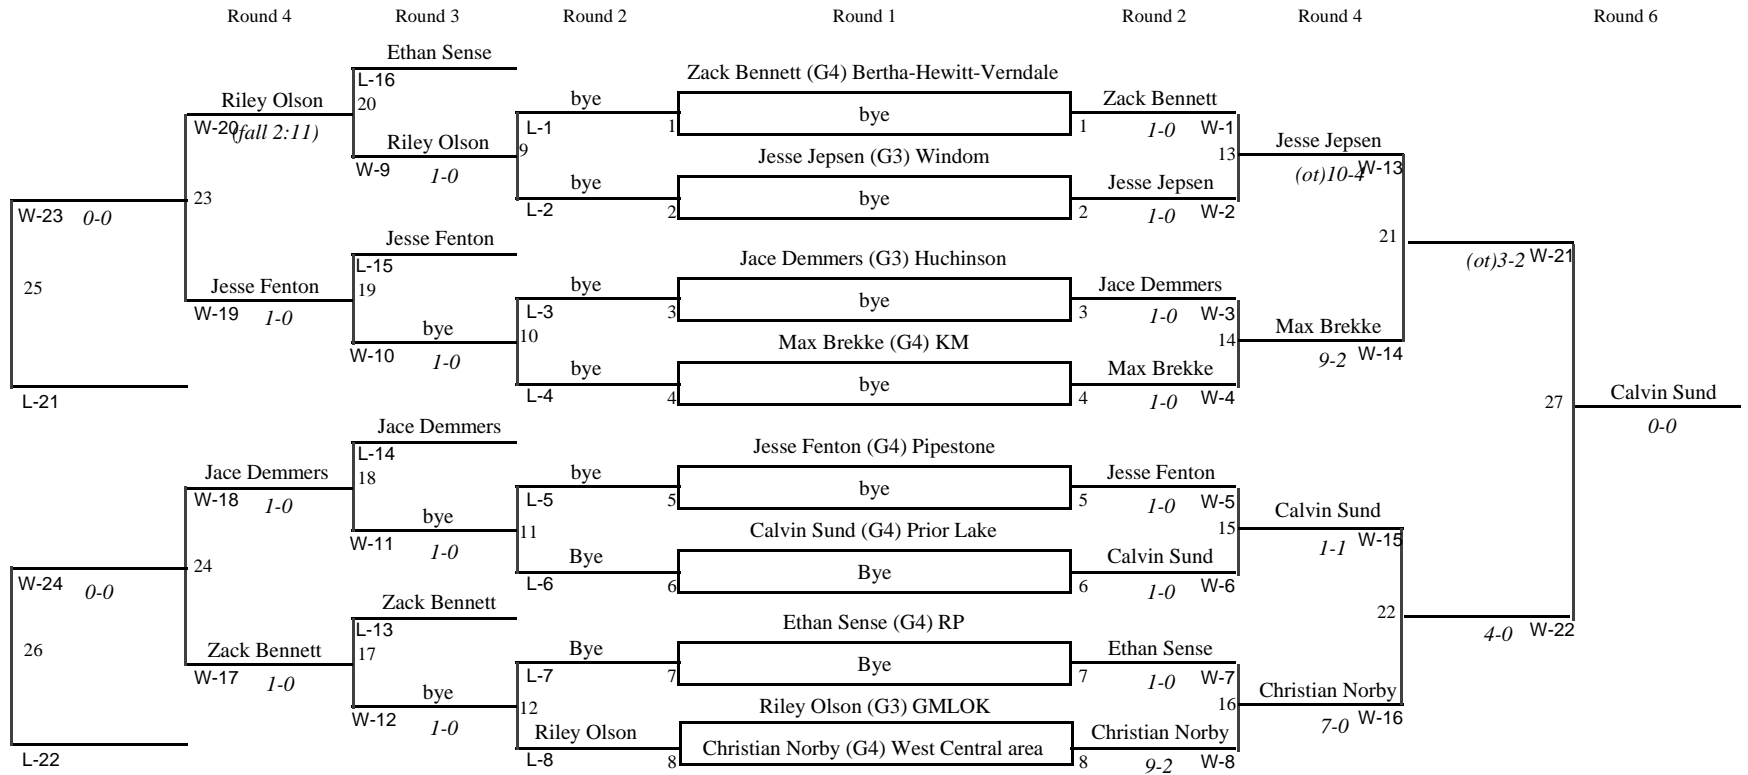 Round 4 Round 3 Round 2 Round 1 Round 2 Round 4 Round 6
Ethan Sense
L-16
20
Riley Olson
W-20 (fall 2:11)
Riley Olson
W-9 1-0
bye
L-1
9
bye
L-2
23
W-23 0-0
Jesse Fenton
L-15
19
Jesse Fenton
W-19 1-0
bye
W-10 1-0
bye
L-3
10
bye
L-4
25
L-21
Jace Demmers
L-14
18
Jace Demmers
W-18 1-0
bye
W-11 1-0
bye
L-5
11
Bye
L-6
24
W-24 0-0
Zack Bennett
L-13
17
Zack Bennett
W-17 1-0
bye
W-12 1-0
Bye
L-7
12
Riley Olson
L-8
26
L-22
Zack Bennett (G4) Bertha-Hewitt-Verndale
1 bye 1
Jesse Jepsen (G3) Windom
2 bye 2
Jace Demmers (G3) Huchinson
3 bye 3
Max Brekke (G4) KM
4 bye 4
Jesse Fenton (G4) Pipestone
5 bye 5
Calvin Sund (G4) Prior Lake
6 Bye 6
Ethan Sense (G4) RP
7 Bye 7
Riley Olson (G3) GMLOK
8 Christian Norby (G4) West Central area 8
Zack Bennett
1-0 W-1
13
Jesse Jepsen
1-0 W-2
Jesse Jepsen
(ot)10-4 W-13
Jace Demmers
1-0 W-3
14
Max Brekke
1-0 W-4
Max Brekke
9-2 W-14
21
(ot)3-2 W-21
Jesse Fenton
1-0 W-5
15
Calvin Sund
1-0 W-6
Calvin Sund
1-1 W-15
Ethan Sense
1-0 W-7
16
Christian Norby
9-2 W-8
Christian Norby
7-0 W-16
22
4-0 W-22
27
Calvin Sund
0-0